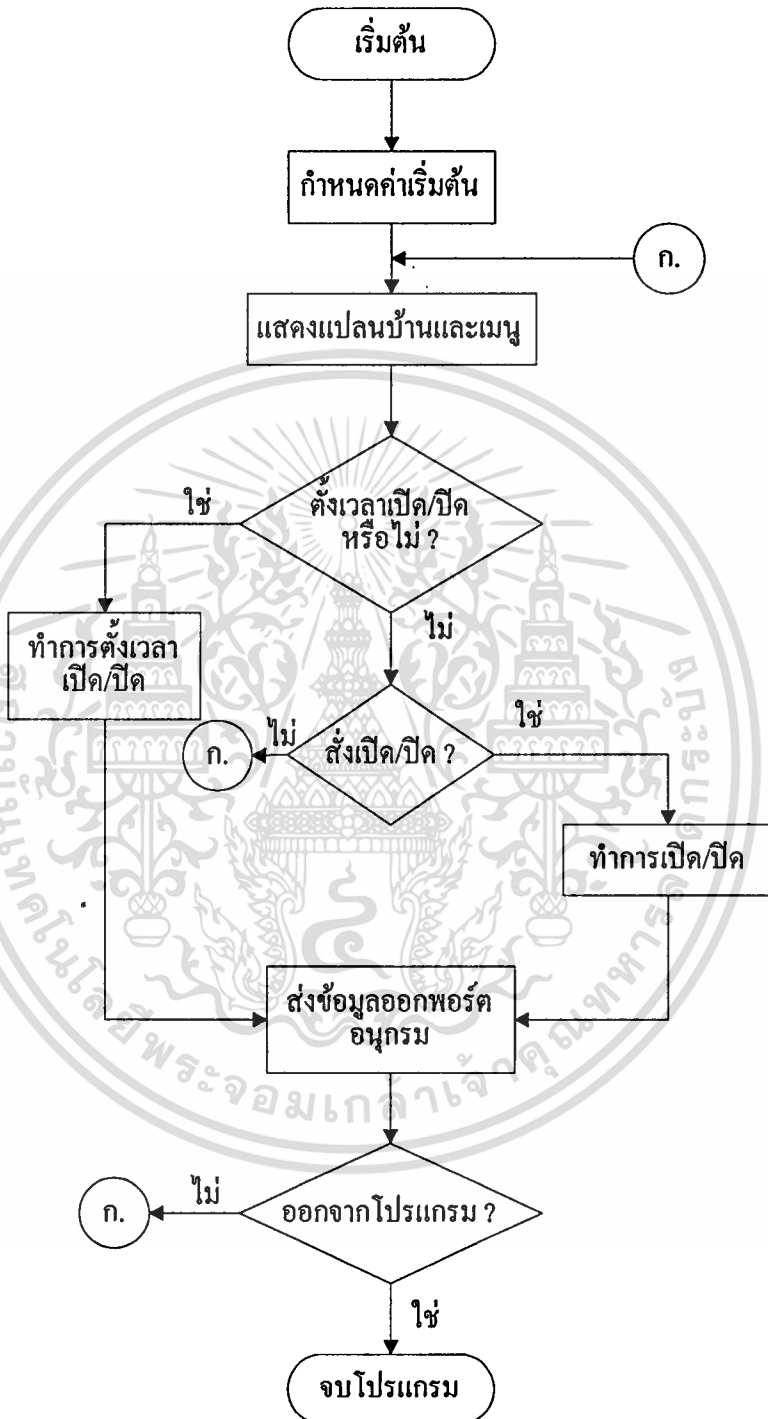 เริ่มต้น
กำหนดค่าเริ่มต้น
ก.
แสดงแปลนบ้านและเมนู
ตั้งเวลาเปิด/ปิด
หรือไม่ ?
ใช่
ไม่
ทำการตั้งเวลา
เปิด/ปิด
ก.
ไม่
สั่งเปิด/ปิด ?
ใช่
ทำการเปิด/ปิด
ส่งข้อมูลออกพอร์ต
อนุกรม
ก.
ไม่
ออกจากโปรแกรม ?
ใช่
จบโปรแกรม